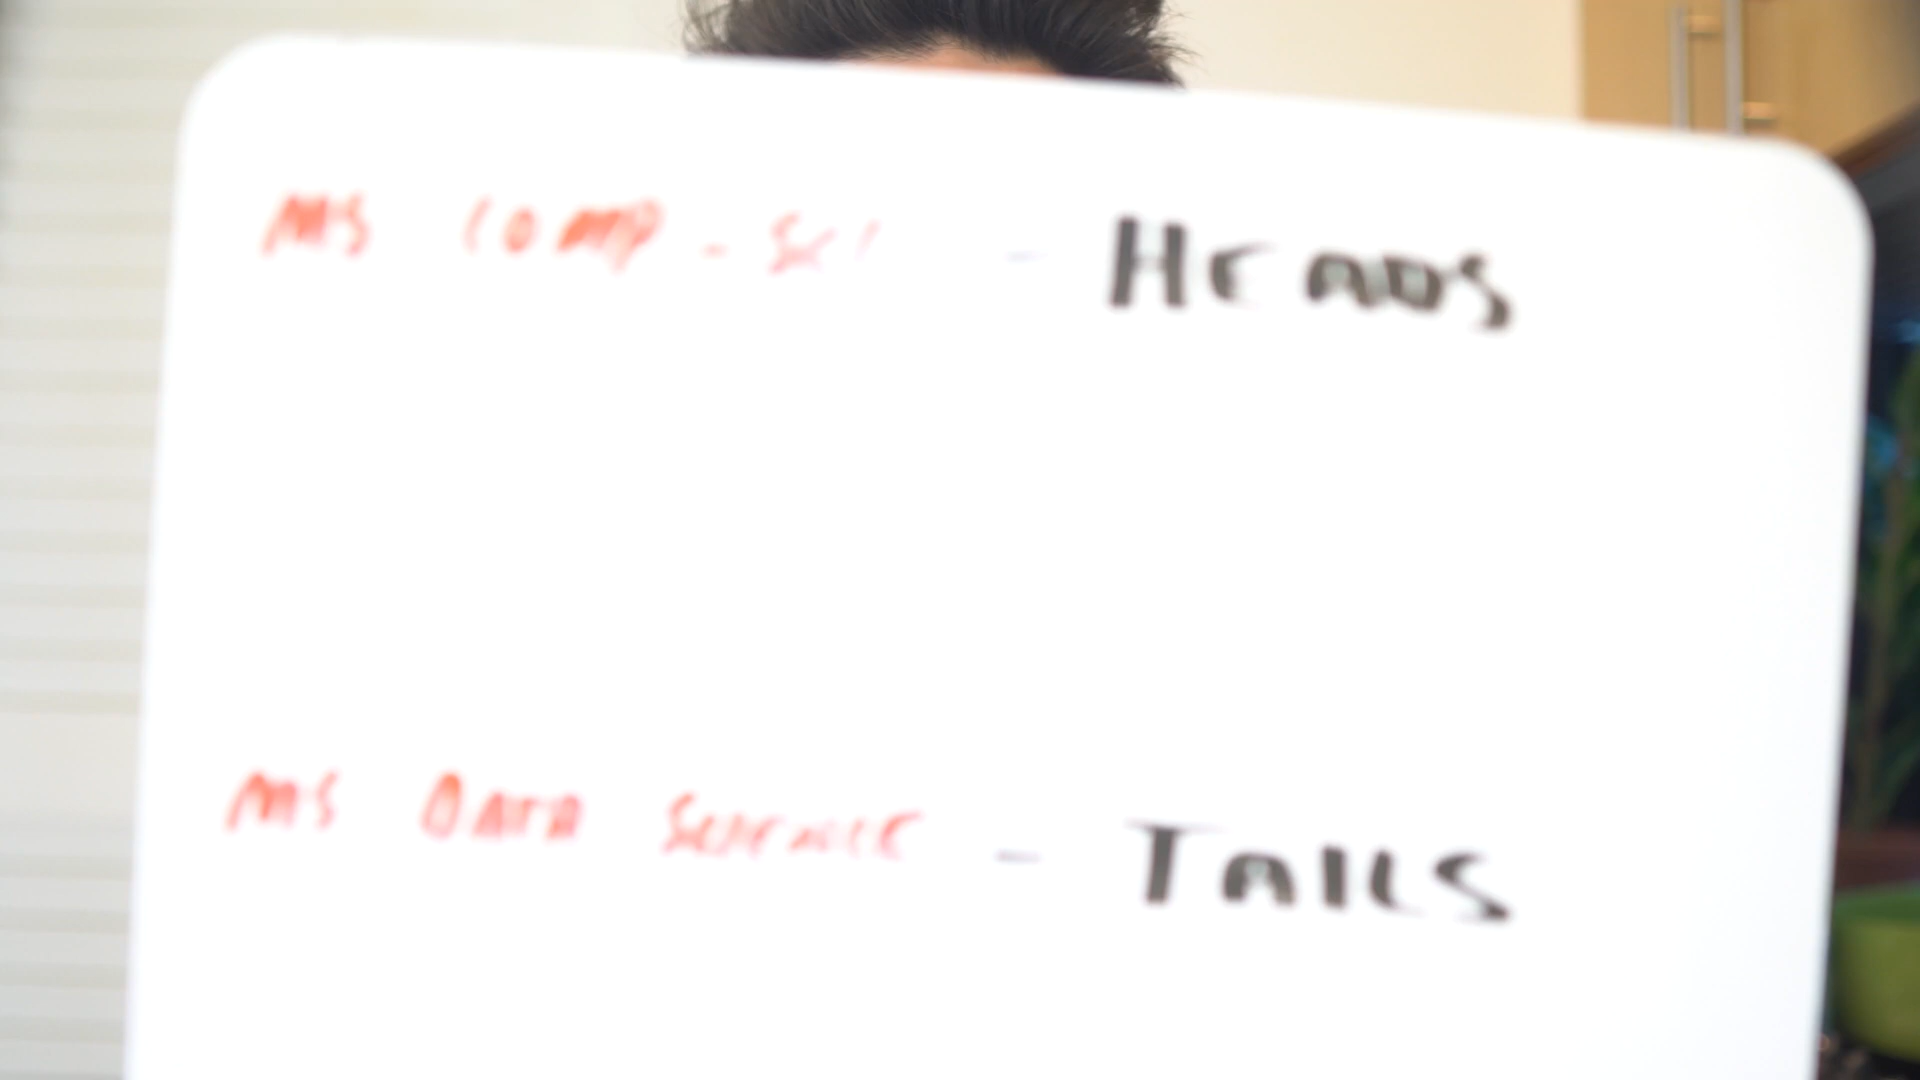 MS COMP - SCI - HEADS
MS DATA SCIENCE - TAILS